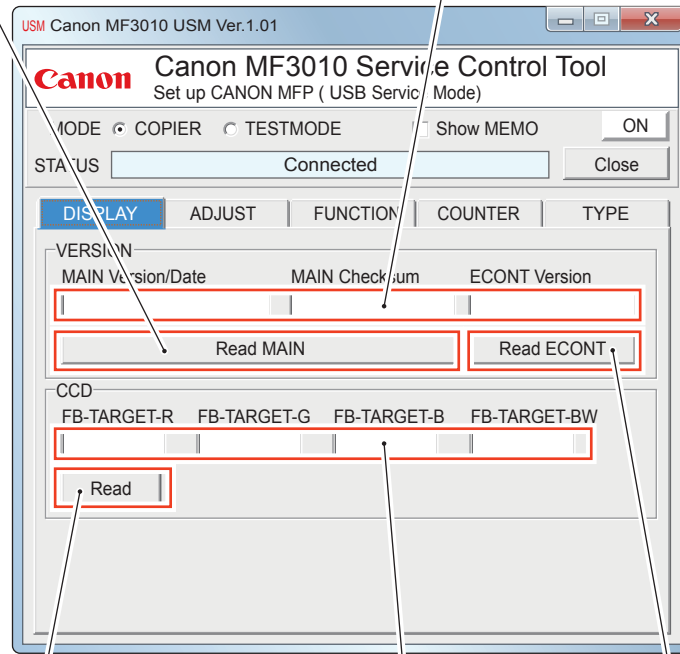 USM Canon MF3010 USM Ver.1.01
Canon Canon MF3010 Service Control Tool
Set up CANON MFP ( USB Service Mode)
MODE COPIER TESTMODE Show MEMO ON
STATUS Connected Close
DISPLAY ADJUST FUNCTION COUNTER TYPE
VERSION
MAIN Version/Date MAIN Checksum ECONT Version
Read MAIN Read ECONT
CCD
FB-TARGET-R FB-TARGET-G FB-TARGET-B FB-TARGET-BW
Read